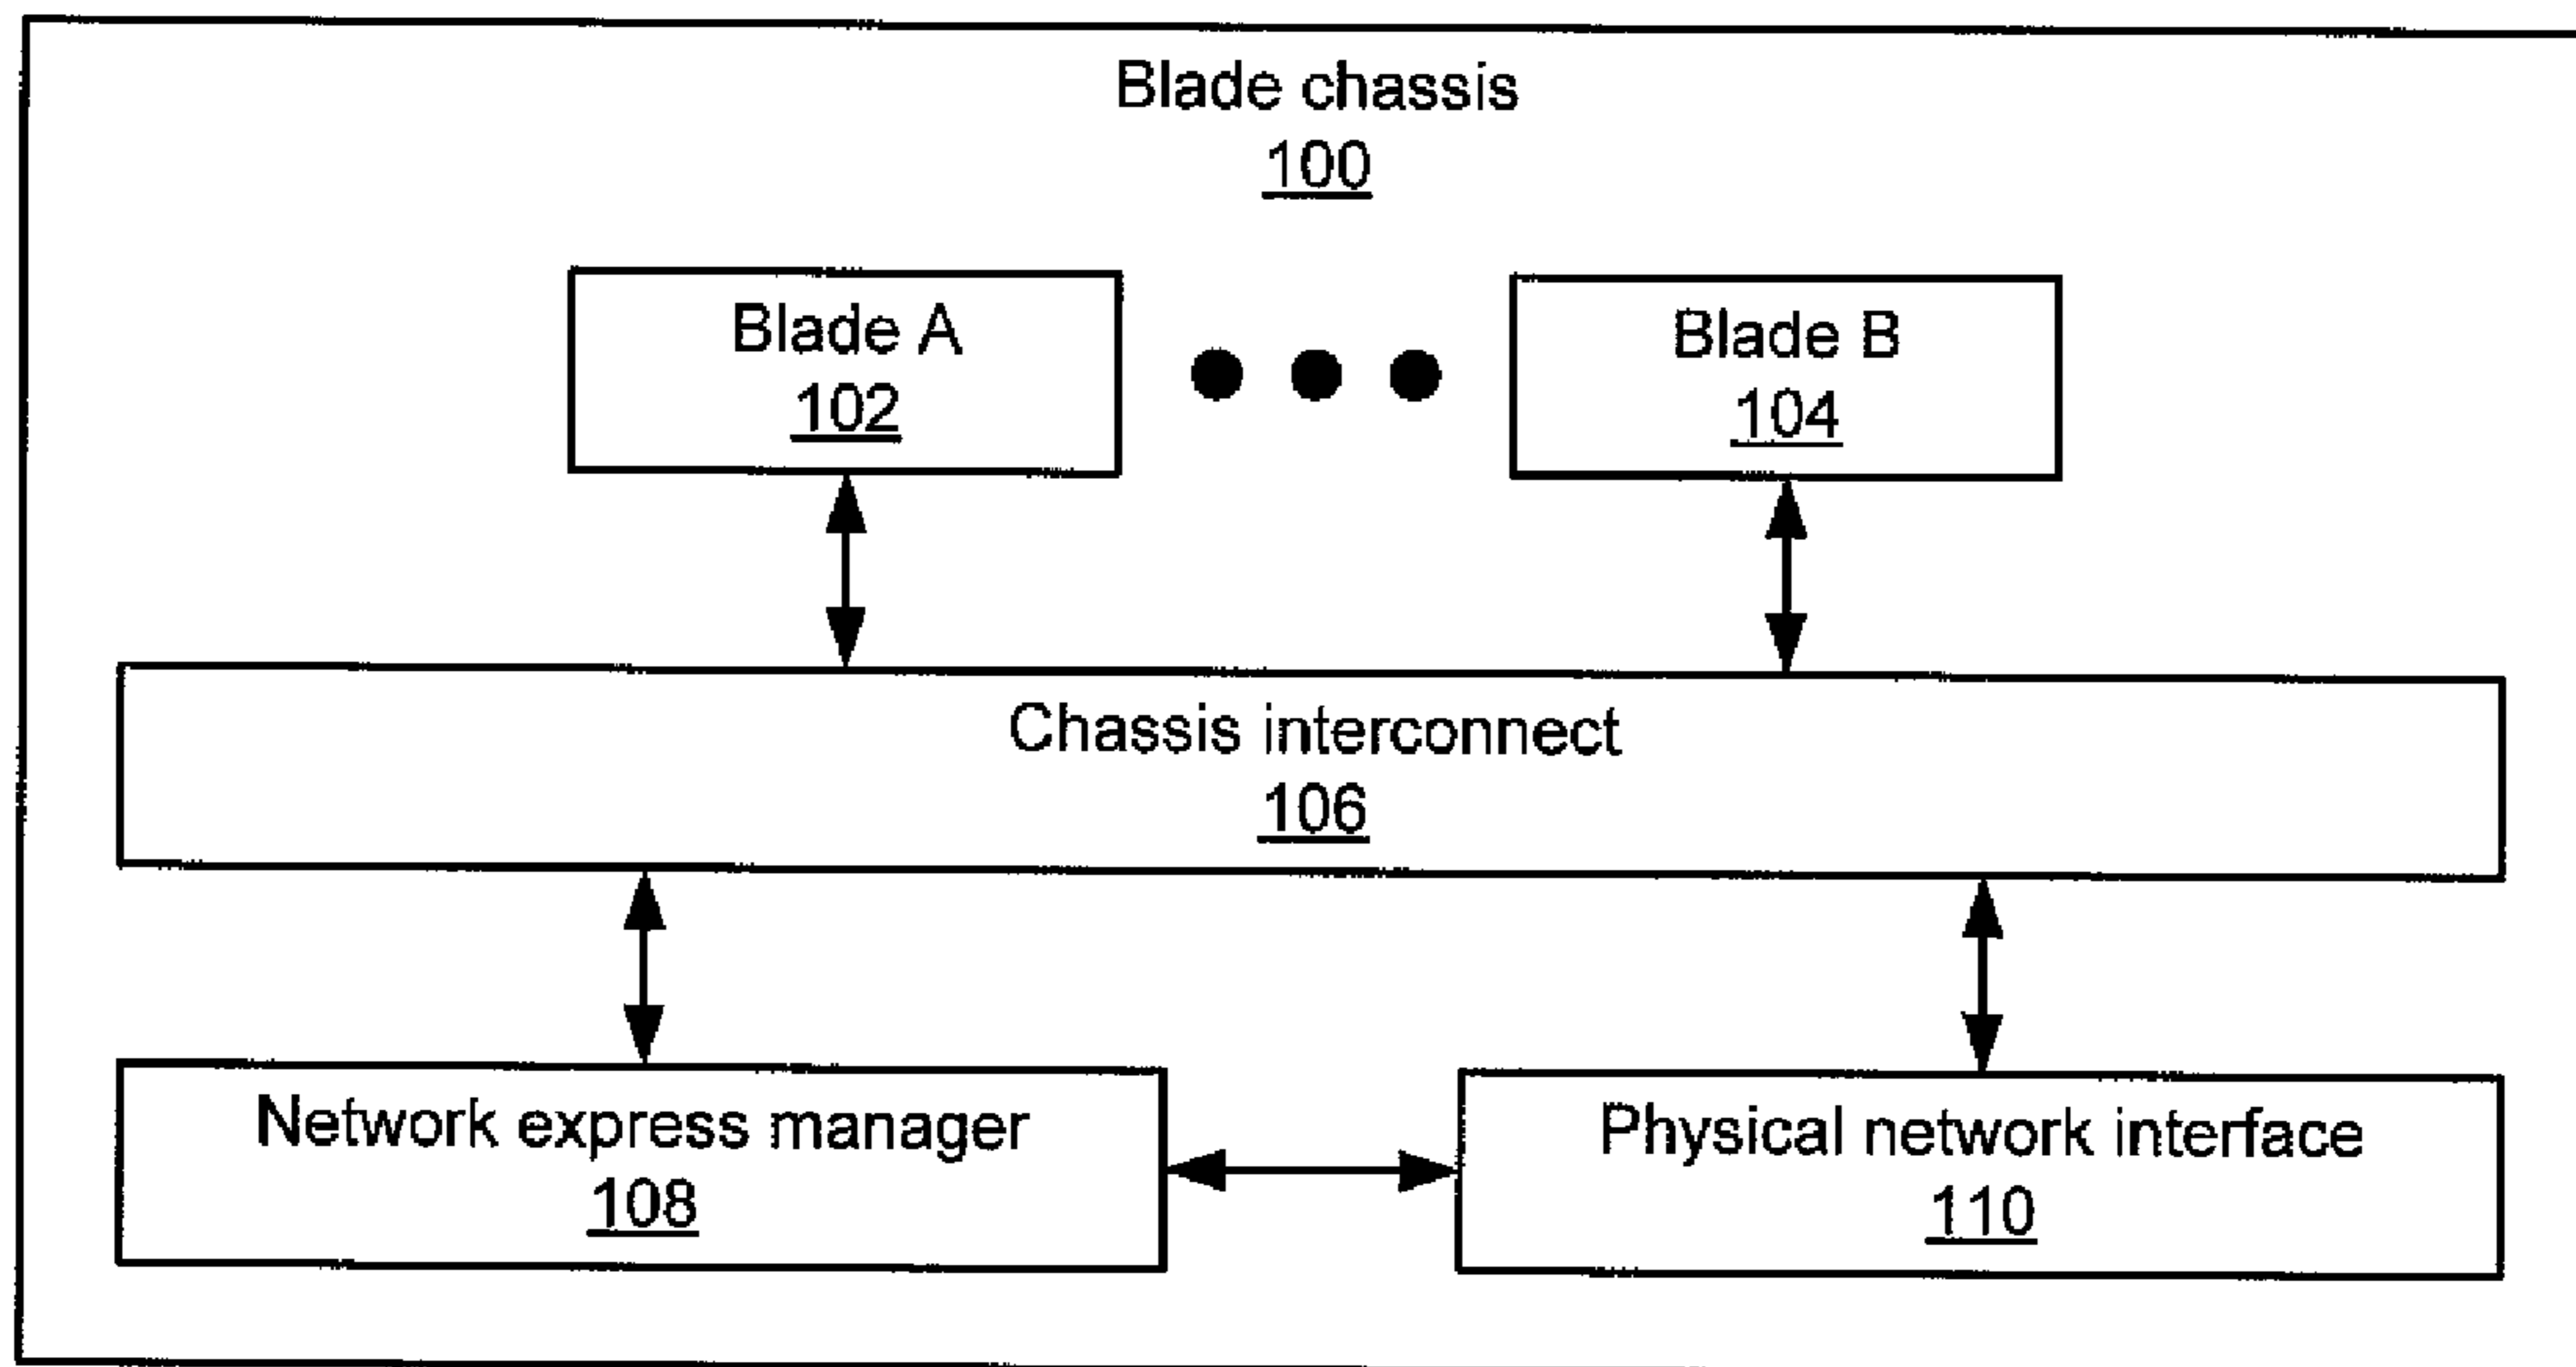 Blade chassis
100
Blade A
102
Blade B
104
Chassis interconnect
106
Network express manager
108
Physical network interface
110